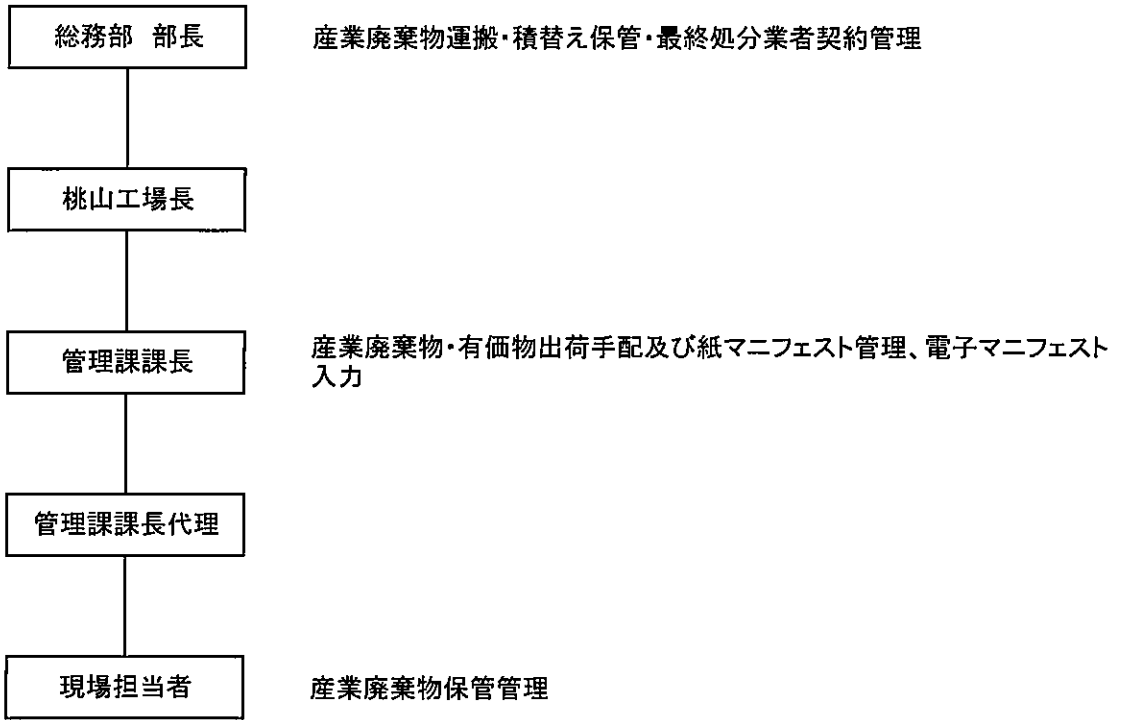 総務部 部長 産業廃棄物運搬・積替え保管・最終処分業者契約管理
桃山工場長
管理課課長 産業廃棄物・有価物出荷手配及び紙マニフェスト管理、電子マニフェスト
入力
管理課課長代理
現場担当者 産業廃棄物保管管理